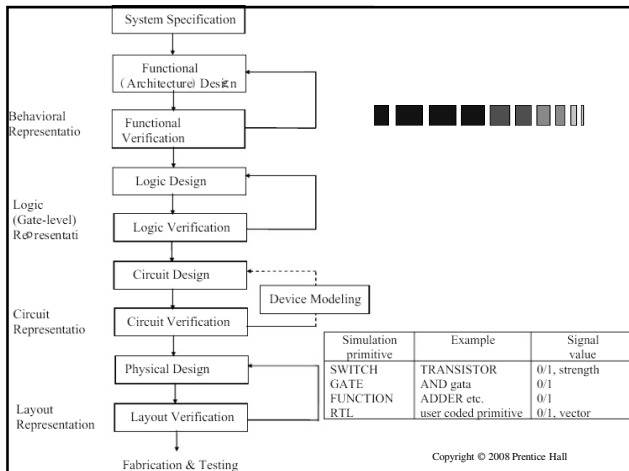 System Specification
Functional
(Architecture) Design
Behavioral
Representatio
Functional
Verification
Logic Design
Logic
(Gate-level)
Representati
Logic Verification
Circuit Design
Device Modeling
Circuit
Representatio
Circuit Verification
Simulation primitive Example Signal value
SWITCH TRANSISTOR 0/1, strength
GATE AND gata 0/1
FUNCTION ADDER etc. 0/1
RTL user coded primitive 0/1, vector
Physical Design
Layout
Representation
Layout Verification
Fabrication & Testing
Copyright © 2008 Prentice Hall